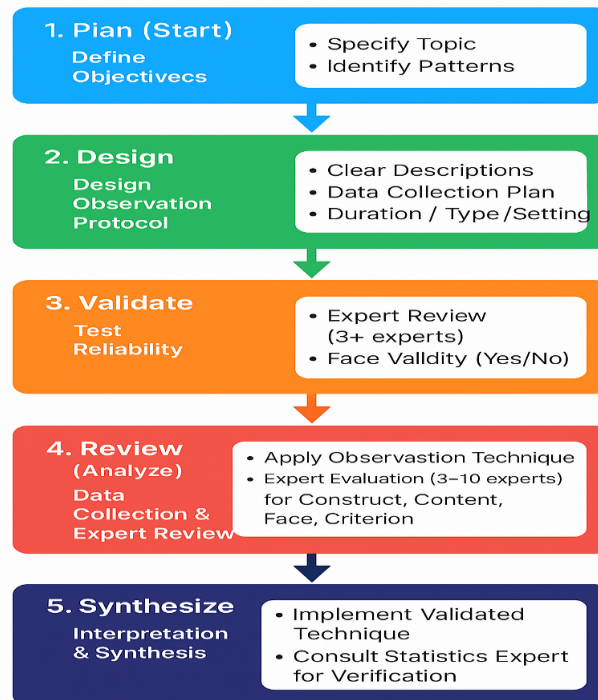 1. Plan (Start)
Define
Objectivecs
• Specify Topic
• Identify Patterns
2. Design
Design
Observation
Protocol
• Clear Descriptions
• Data Collection Plan
• Duration / Type /Setting
3. Validate
Test
Reliability
• Expert Review
(3+ experts)
• Face Valldity (Yes/No)
4. Review
(Analyze)
Data
Collection &
Expert Review
• Apply Observastion Technique
• Expert Evaluation (3–10 experts)
for Construct, Content,
Face, Criterion
5. Synthesize
Interpretation
& Synthesis
• Implement Validated
Technique
• Consult Statistics Expert
for Verification